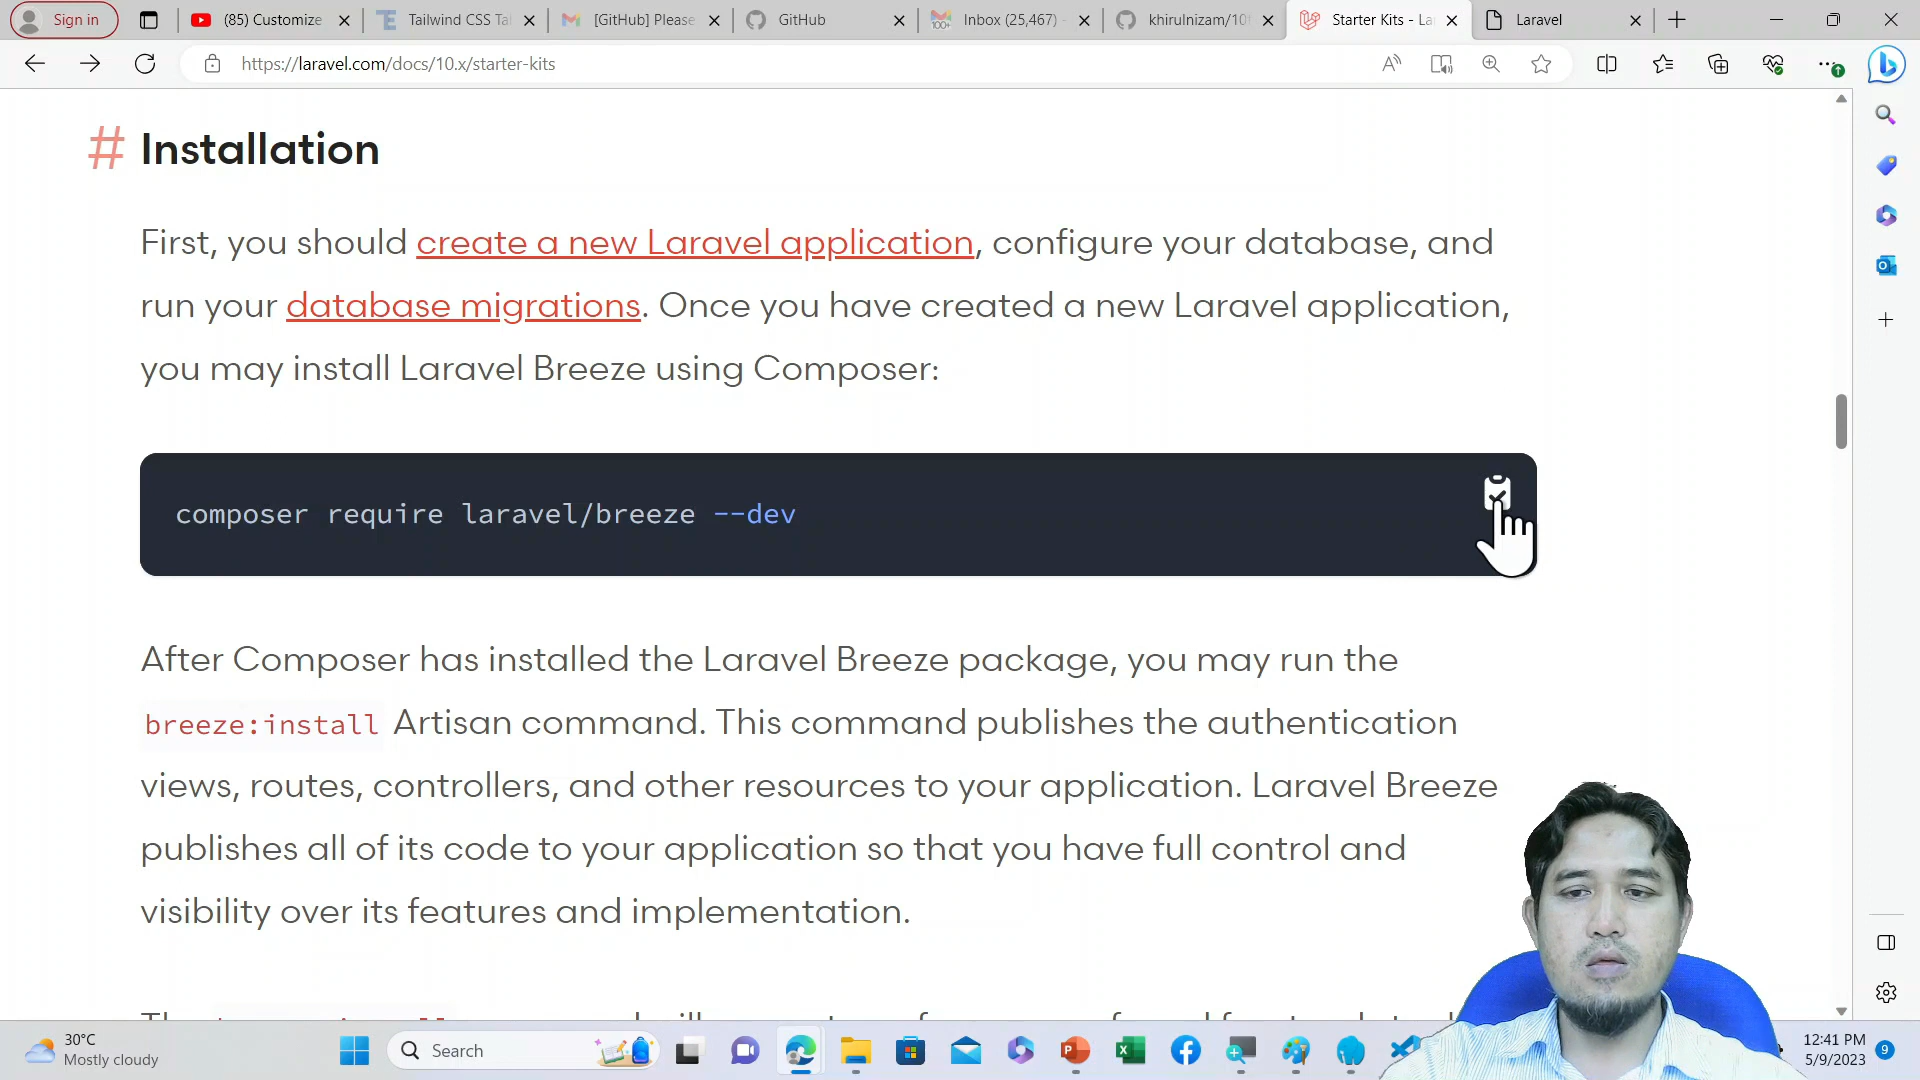 Sign in
(85) Customize
Tailwind CSS Ta
[GitHub] Please
GitHub
Inbox (25,467) -
khirulnizam/10
Starter Kits - La
Laravel
https://laravel.com/docs/10.x/starter-kits
# Installation
First, you should create a new Laravel application, configure your database, and
run your database migrations. Once you have created a new Laravel application,
you may install Laravel Breeze using Composer:
composer require laravel/breeze --dev
After Composer has installed the Laravel Breeze package, you may run the
breeze:install Artisan command. This command publishes the authentication
views, routes, controllers, and other resources to your application. Laravel Breeze
publishes all of its code to your application so that you have full control and
visibility over its features and implementation.
30°C
Mostly cloudy
Search
12:41 PM
5/9/2023
9